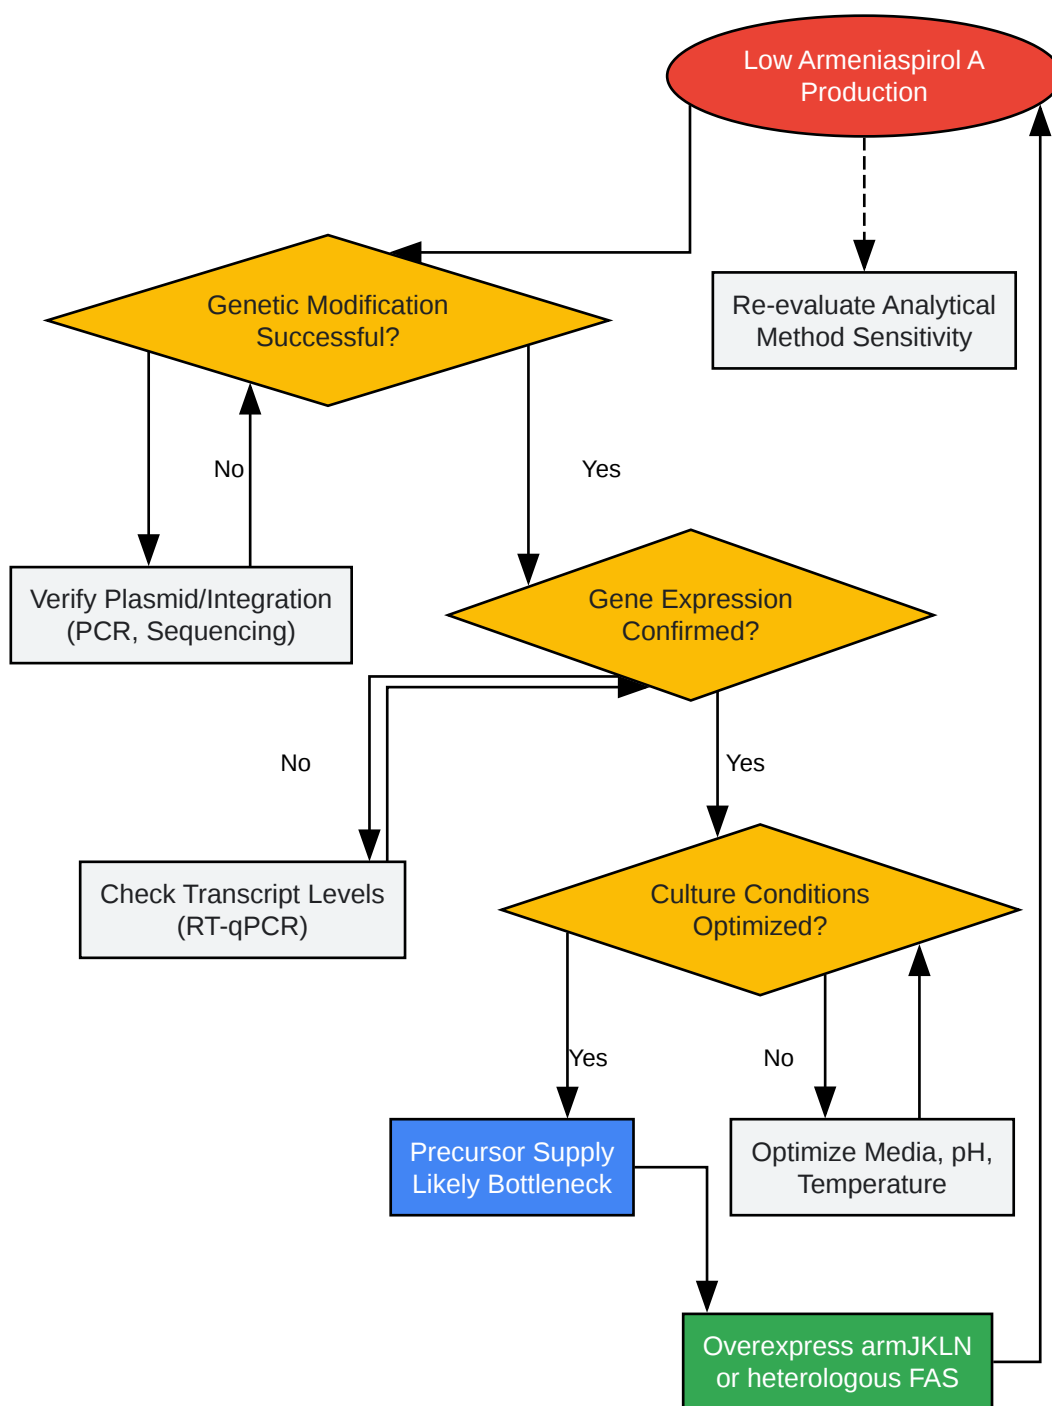 Low Armeniaspirol A
Production
Genetic Modification
Successful?
Re-evaluate Analytical
Method Sensitivity
No
Yes
Verify Plasmid/Integration
(PCR, Sequencing)
Gene Expression
Confirmed?
No
Yes
Check Transcript Levels
(RT-qPCR)
Culture Conditions
Optimized?
Yes
No
Precursor Supply
Likely Bottleneck
Optimize Media, pH,
Temperature
Overexpress armJKLN
or heterologous FAS